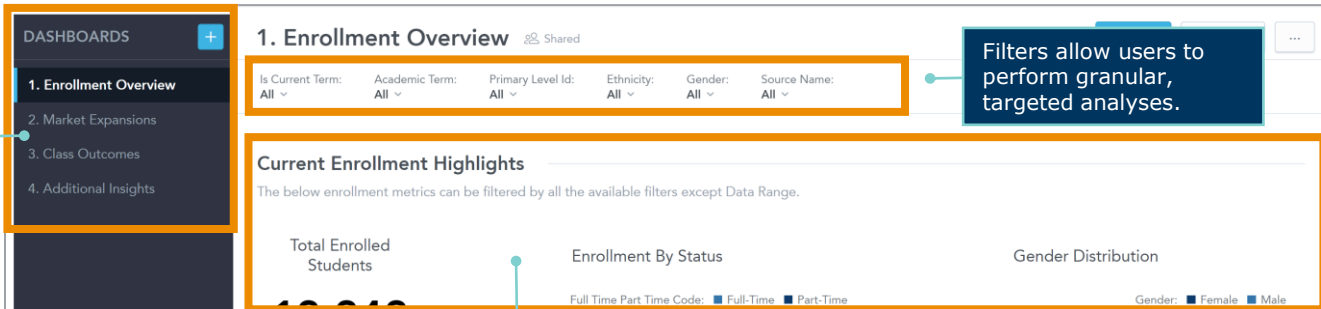 DASHBOARDS +
1. Enrollment Overview
2. Market Expansions
3. Class Outcomes
4. Additional Insights
1. Enrollment Overview Shared
...
Is Current Term: Academic Term: Primary Level Id: Ethnicity: Gender: Source Name:
All All All All All All
Filters allow users to
perform granular,
targeted analyses.
Current Enrollment Highlights
The below enrollment metrics can be filtered by all the available filters except Data Range.
Total Enrolled
Students
Enrollment By Status
Gender Distribution
Full Time Part Time Code: Full-Time Part-Time
Gender: Female Male